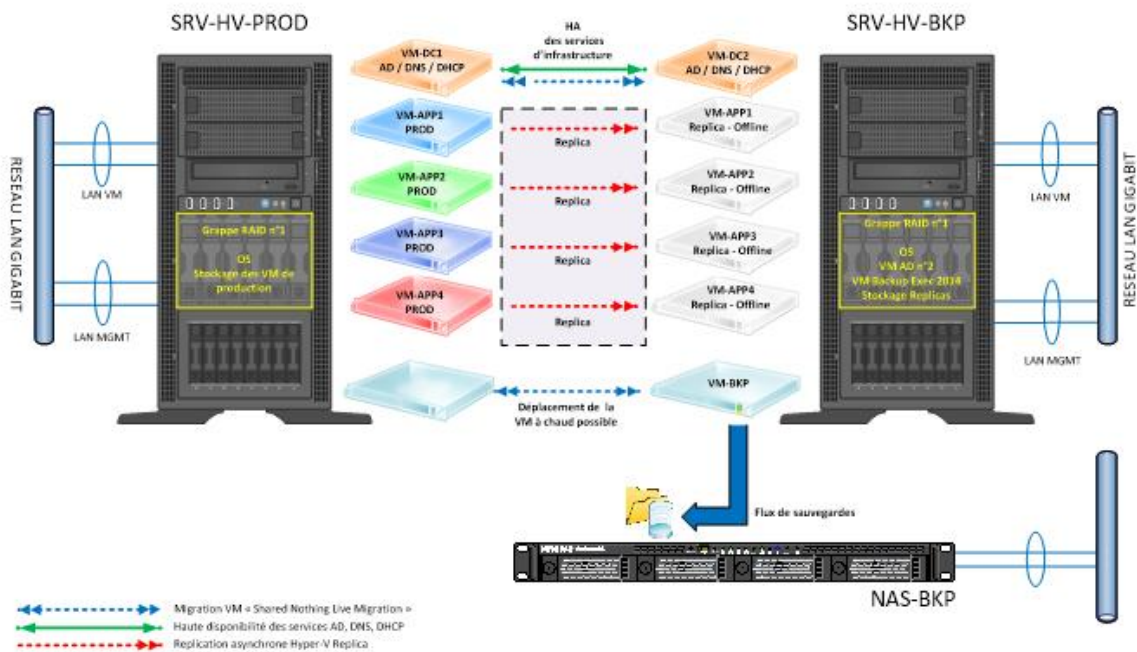 SRV-HV-PROD
SRV-HV-BKP
HA
des services
d'infrastructure
VM-DC1
AD / DNS / DHCP
VM-DC2
AD / DNS / DHCP
VM-APP1
PROD
Replica
VM-APP1
Replica - Offline
VM-APP2
PROD
Replica
VM-APP2
Replica - Offline
VM-APP3
PROD
Replica
VM-APP3
Replica - Offline
VM-APP4
PROD
Replica
VM-APP4
Replica - Offline
RESEAU LAN GIGABIT
LAN VM
LAN MGMT
Grappe RAID n°1
OS
Stockage des VM de
production
Grappe RAID n°1
OS
VM AD n°2
VM Backup Exec 2014
Stockage Replicas
LAN VM
LAN MGMT
RESEAU LAN GIGABIT
VM-BKP
Déplacement de la
VM à chaud possible
Flux de sauvegardes
NAS-BKP
Migration VM « Shared Nothing Live Migration »
Haute disponibilité des services AD, DNS, DHCP
Replication asynchrone Hyper-V Replica